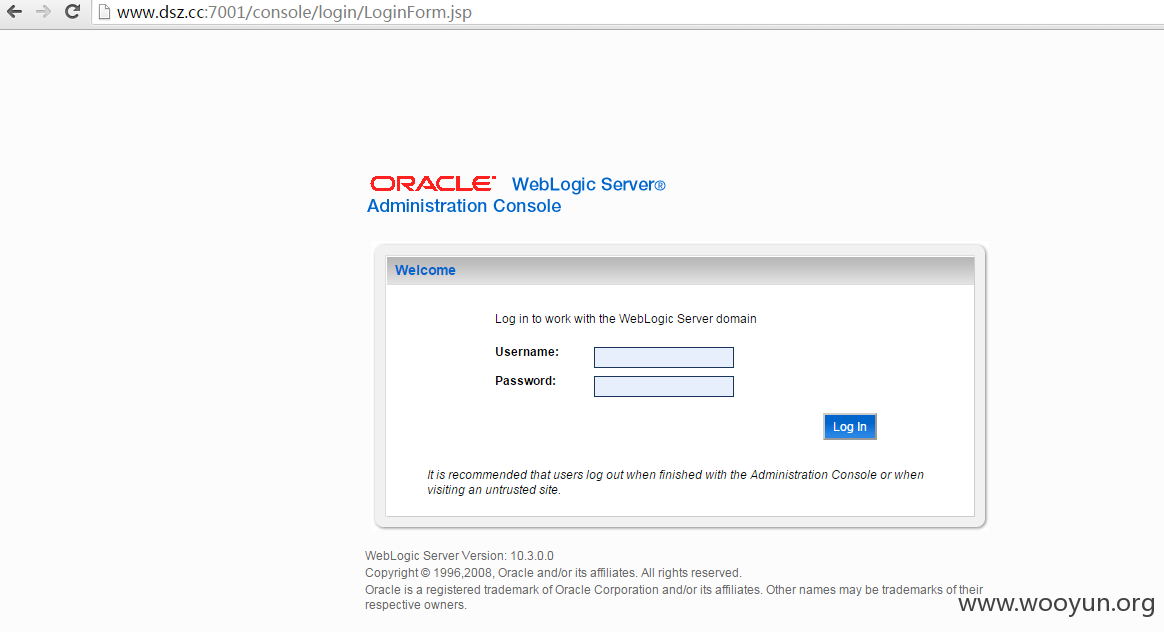 www.dsz.cc:7001/console/login/LoginForm.jsp
ORACLE WebLogic Server®
Administration Console
Welcome
Log in to work with the WebLogic Server domain
Username:
Password:
Log In
It is recommended that users log out when finished with the Administration Console or when
visiting an untrusted site.
WebLogic Server Version: 10.3.0.0
Copyright © 1996,2008, Oracle and/or its affiliates. All rights reserved.
Oracle is a registered trademark of Oracle Corporation and/or its affiliates. Other names may be trademarks of their
respective owners.
www.wooyun.org